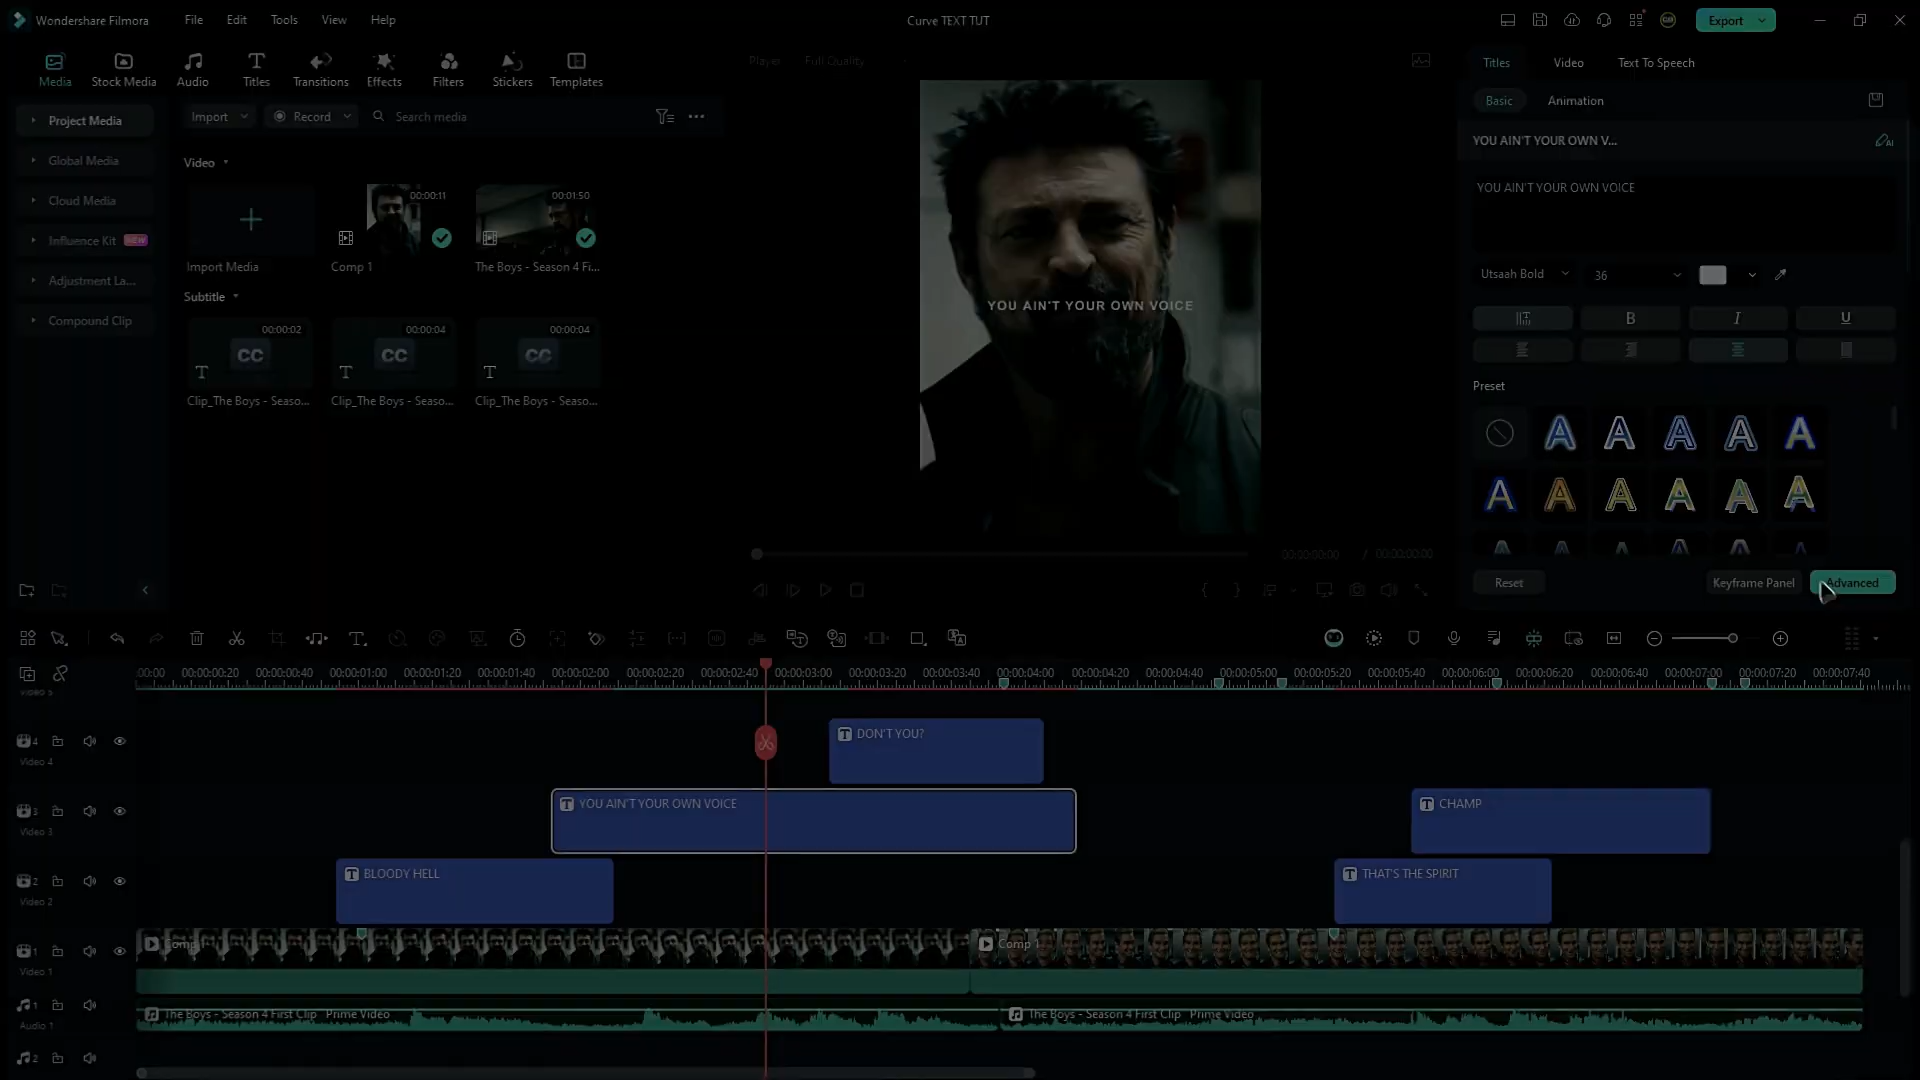 Wondershare Filmora File Edit Tools View Help Curve TEXT TUT Export
Media Stock Media Audio Titles Transitions Effects Filters Stickers Templates
Player Full Quality
Titles Video Text To Speech
Project Media
Global Media
Cloud Media
Influence Kit NEW
Adjustment La...
Compound Clip
Import Record Search media
Video
00:00:11 00:01:50
Import Media Comp 1 The Boys - Season 4 Fi...
Subtitle
00:00:02 00:00:04 00:00:04
CC CC CC
Clip_The Boys - Seaso... Clip_The Boys - Seaso... Clip_The Boys - Seaso...
YOU AIN'T YOUR OWN VOICE
00:00:00:00 / 00:00:00:00
Basic Animation
YOU AIN'T YOUR OWN V...
YOU AIN'T YOUR OWN VOICE
Utsaah Bold 36
B I U
Preset
A A A A A
A A A A A A
Reset Keyframe Panel Advanced
:00:00 00:00:00:20 00:00:00:40 00:00:01:00 00:00:01:20 00:00:01:40 00:00:02:00 00:00:02:20 00:00:02:40 00:00:03:00 00:00:03:20 00:00:03:40 00:00:04:00 00:00:04:20 00:00:04:40 00:00:05:00 00:00:05:20 00:00:05:40 00:00:06:00 00:00:06:20 00:00:06:40 00:00:07:00 00:00:07:20 00:00:07:40
Video 5
4 Video 4
DON'T YOU?
3 Video 3
YOU AIN'T YOUR OWN VOICE CHAMP
2 Video 2
BLOODY HELL THAT'S THE SPIRIT
1 Video 1
Comp 1 Comp 1
1 Audio 1
The Boys - Season 4 First Clip Prime Video The Boys - Season 4 First Clip Prime Video
2